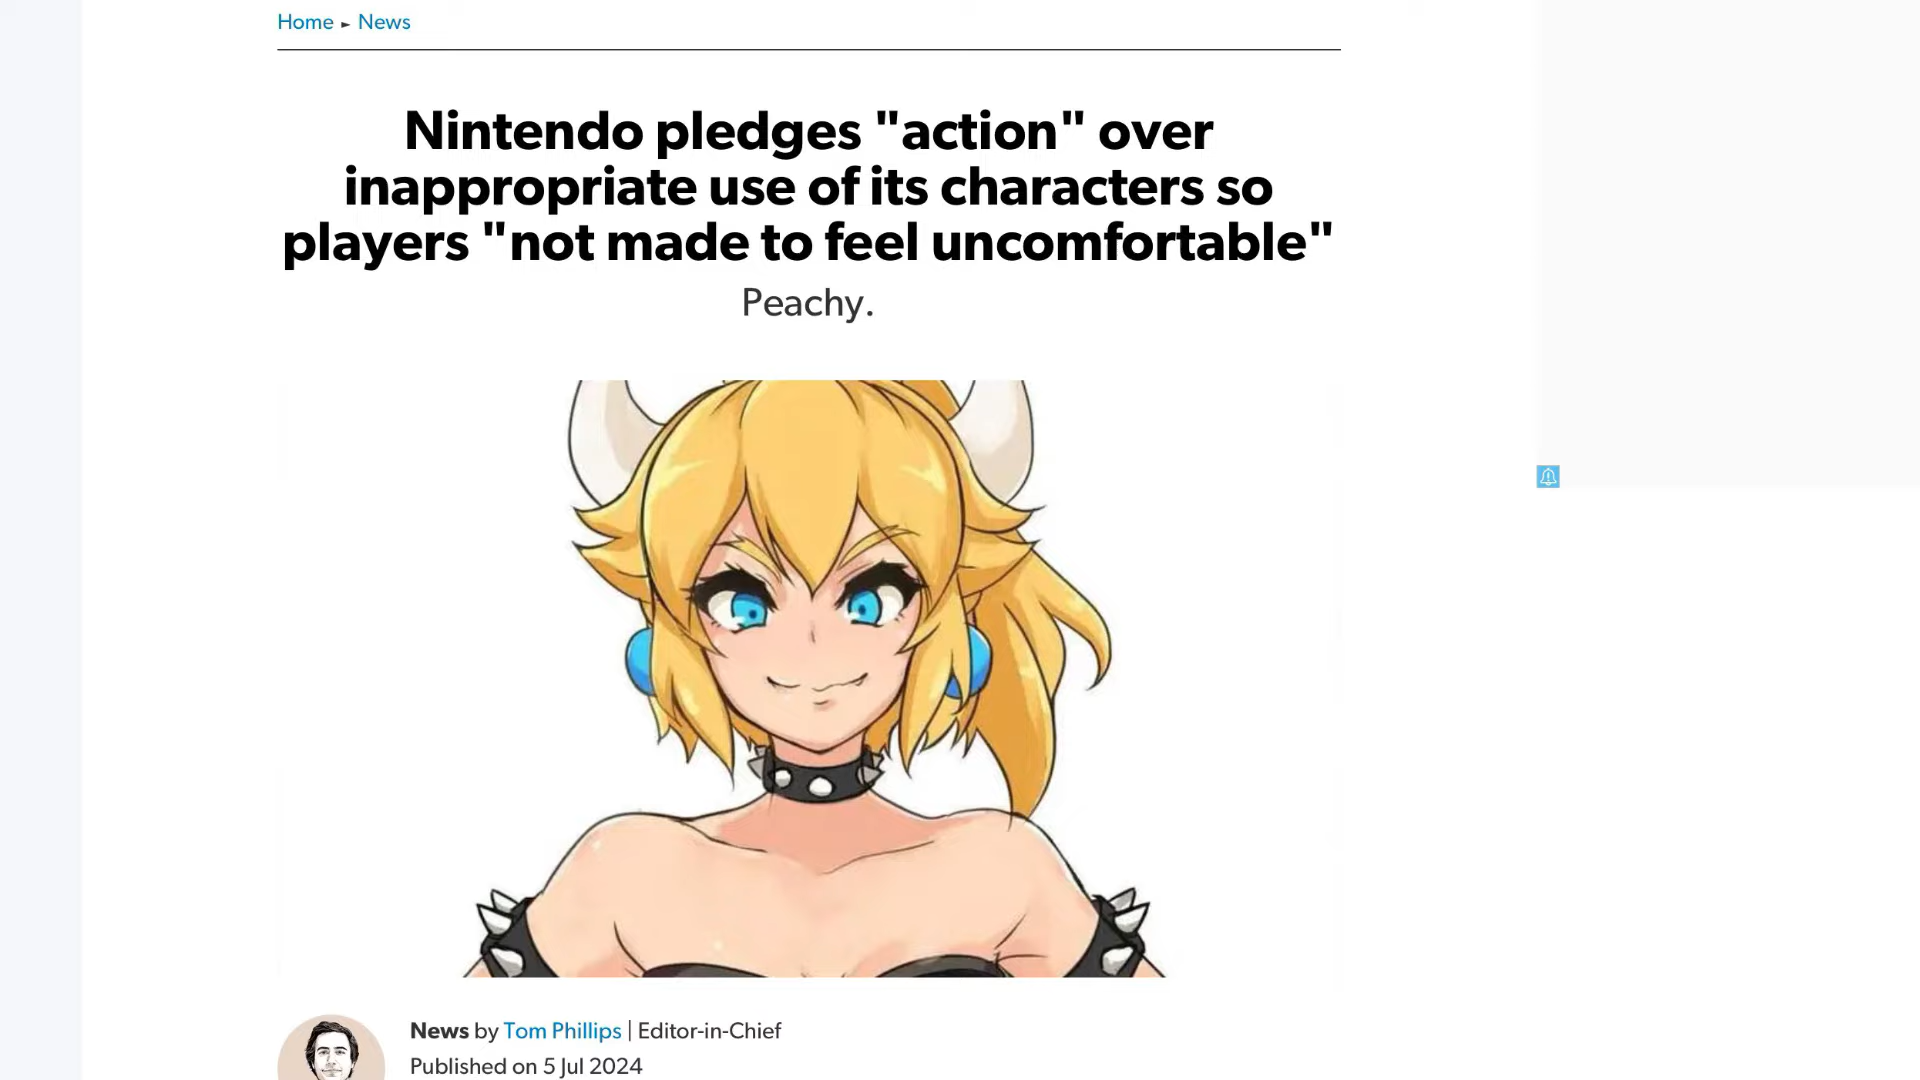 Home ► News
Nintendo pledges "action" over
inappropriate use of its characters so
players "not made to feel uncomfortable"
Peachy.
News by Tom Phillips | Editor-in-Chief
Published on 5 Jul 2024